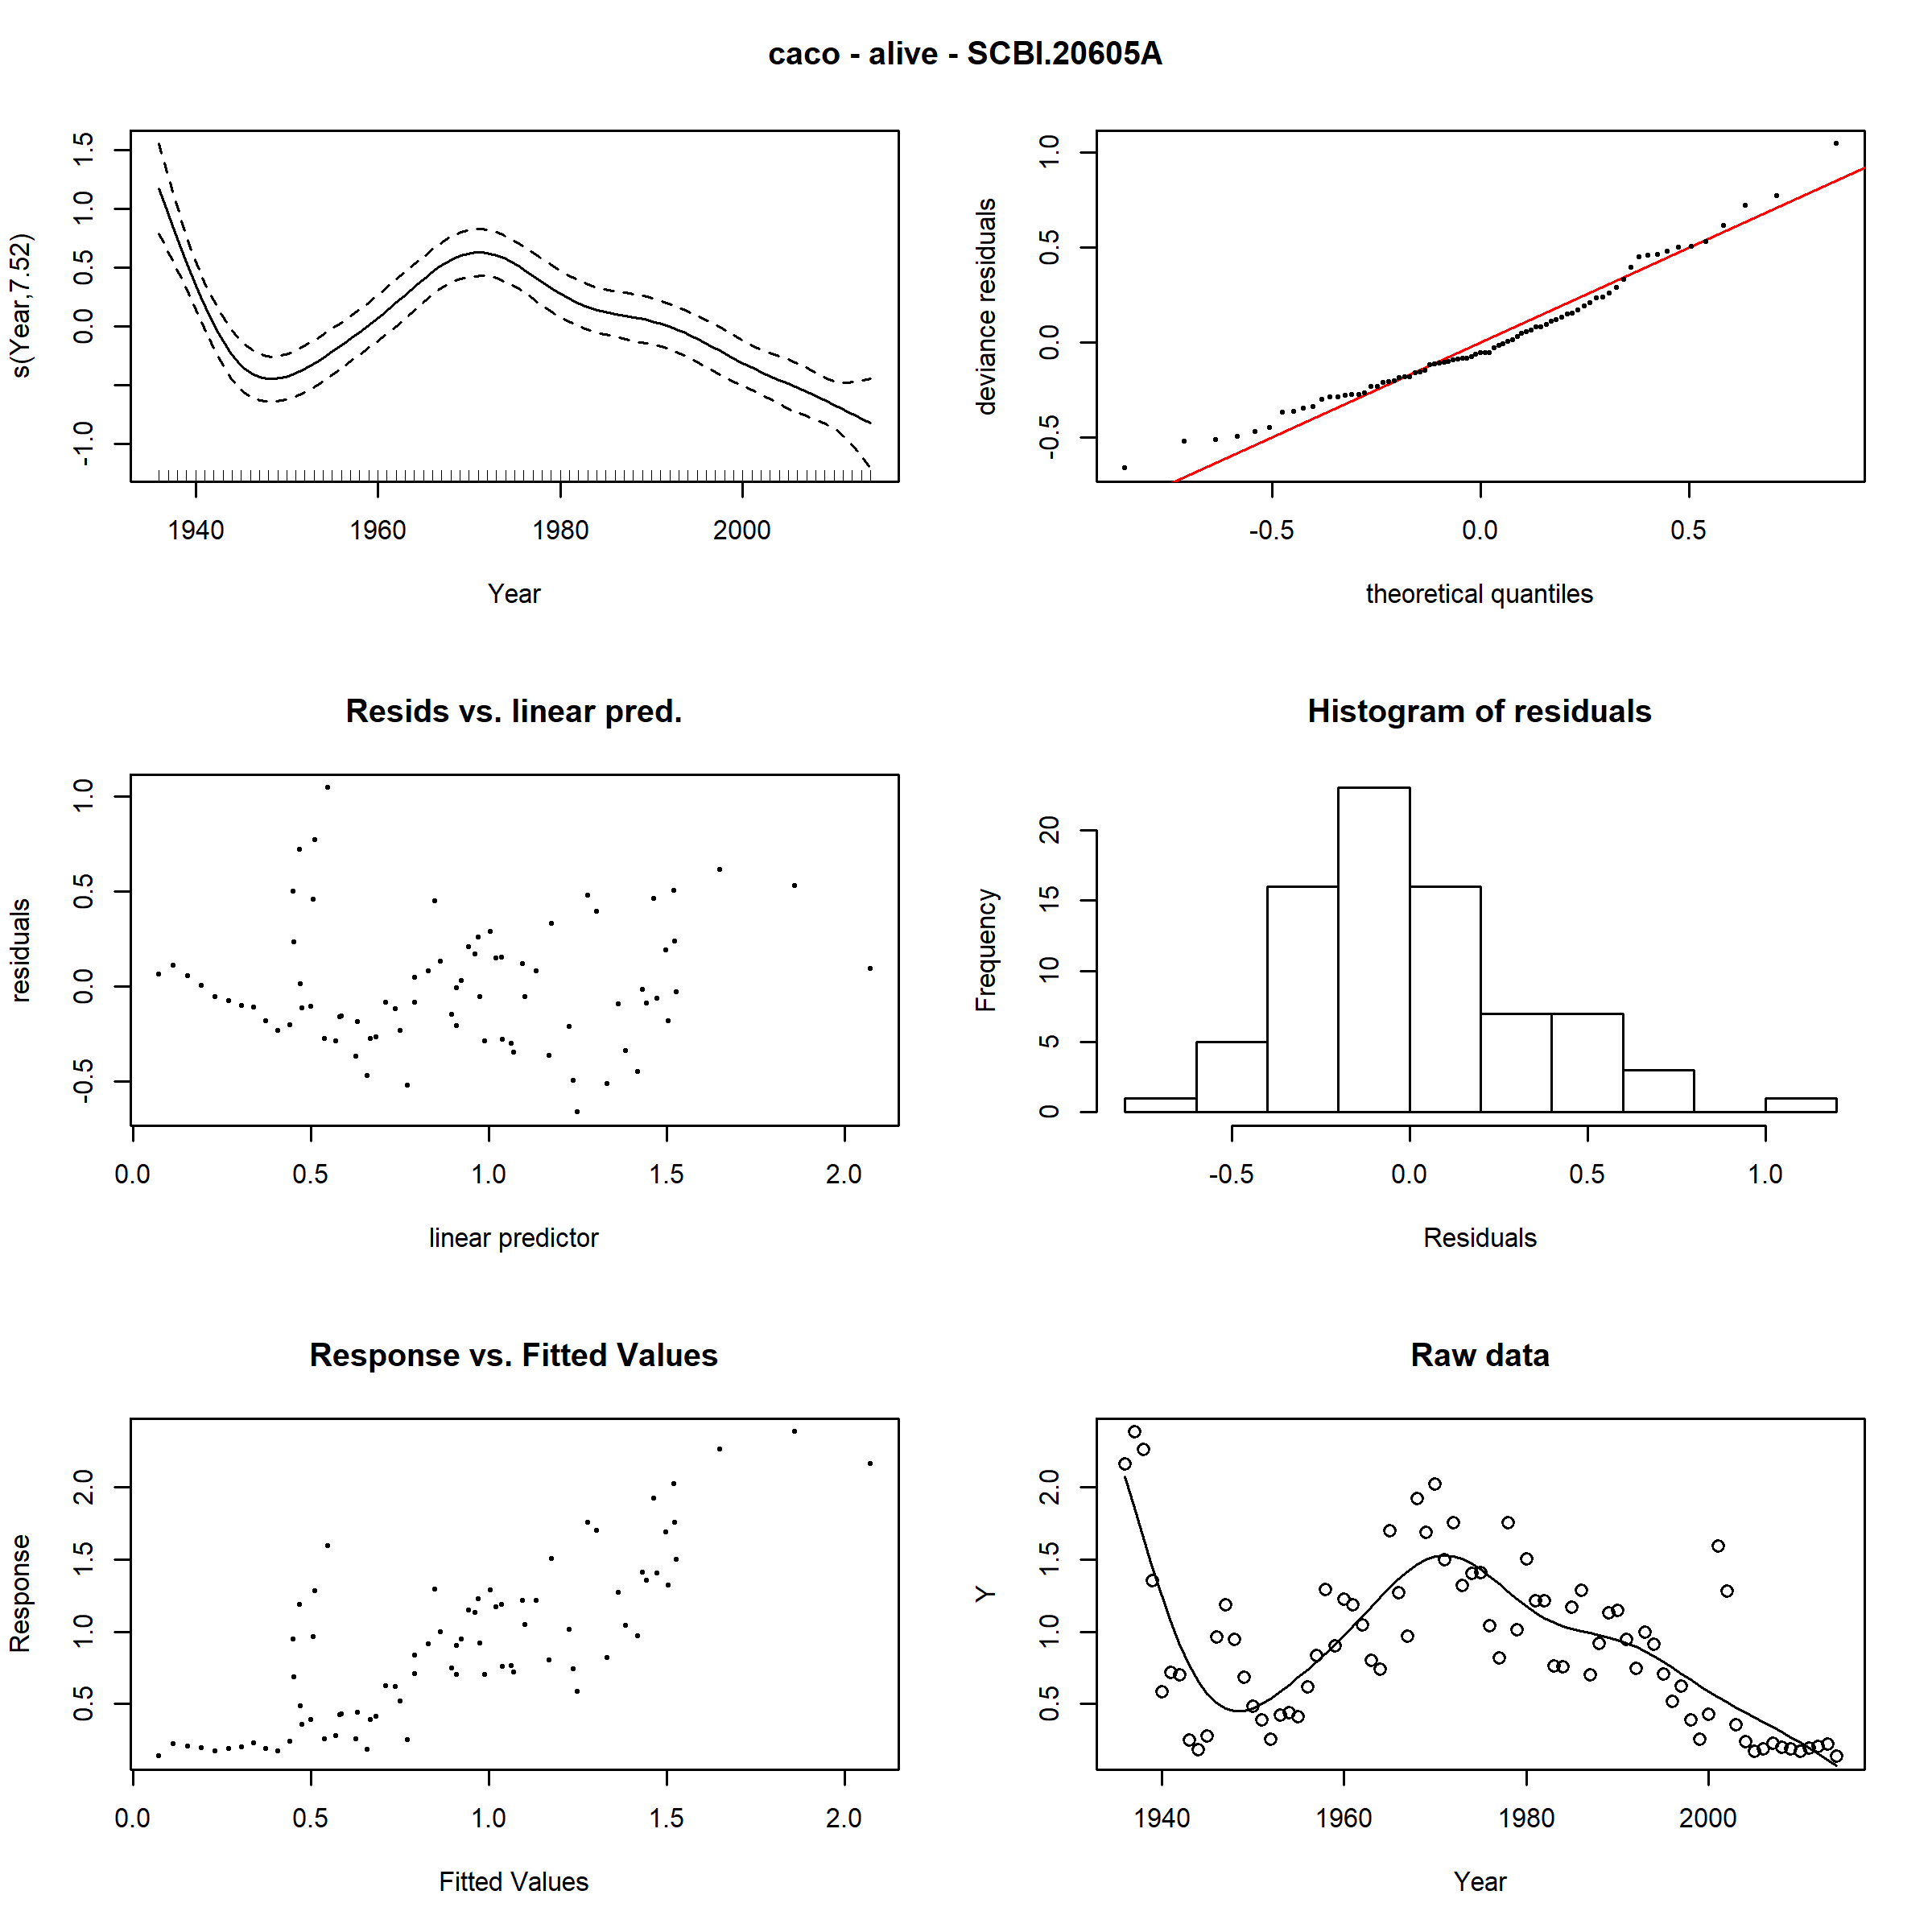 caco - alive - SCBI.20605A
s(Year,7.52)
1.5
1.0
0.5
0.0
-1.0
1940 1960 1980 2000
Year
deviance residuals
1.0
0.5
0.0
-0.5
-0.5 0.0 0.5
theoretical quantiles
Resids vs. linear pred.
residuals
1.0
0.5
0.0
-0.5
0.0 0.5 1.0 1.5 2.0
linear predictor
Histogram of residuals
Frequency
20
15
10
5
0
-0.5 0.0 0.5 1.0
Residuals
Response vs. Fitted Values
Response
2.0
1.5
1.0
0.5
0.0 0.5 1.0 1.5 2.0
Fitted Values
Raw data
Y
2.0
1.5
1.0
0.5
1940 1960 1980 2000
Year